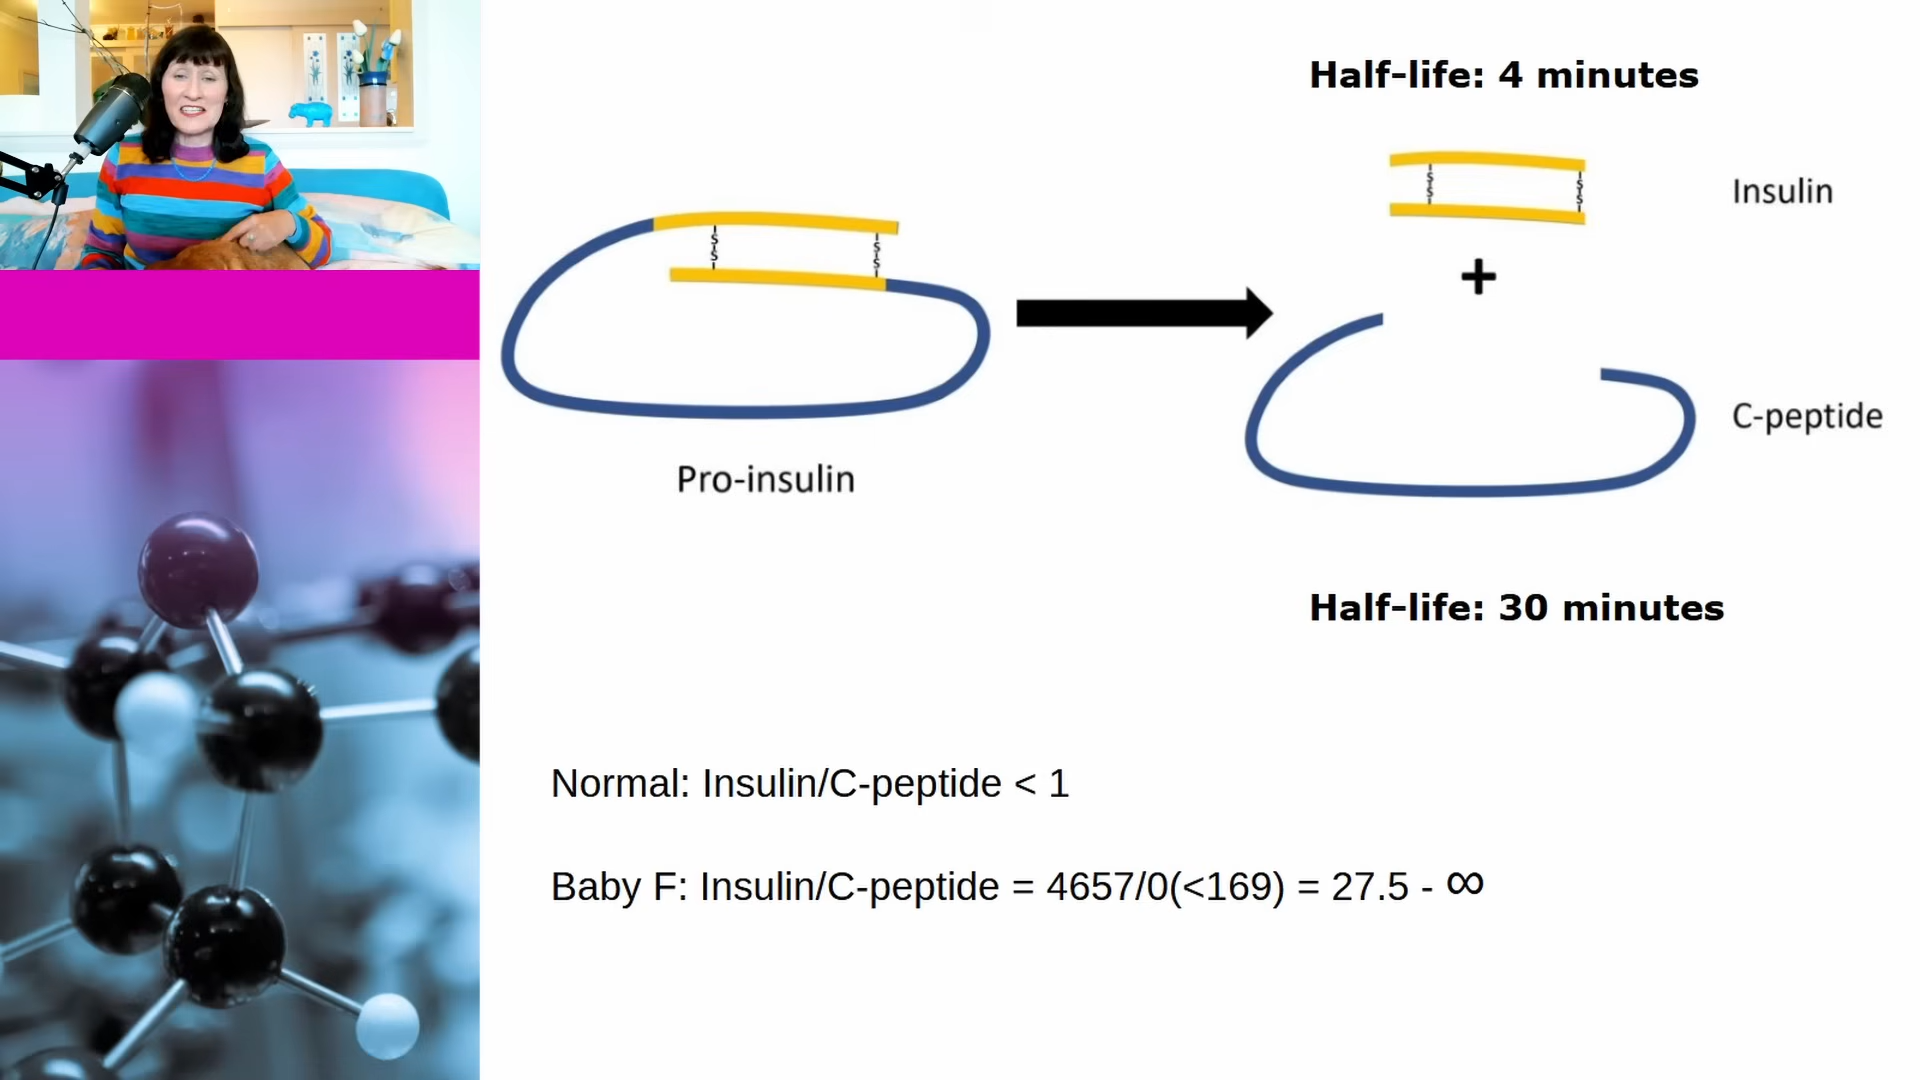 Half-life: 4 minutes
S
S
S
S
Insulin
S
S
S
S
+
C-peptide
Pro-insulin
Half-life: 30 minutes
Normal: Insulin/C-peptide < 1
Baby F: Insulin/C-peptide = 4657/0(<169) = 27.5 - ∞